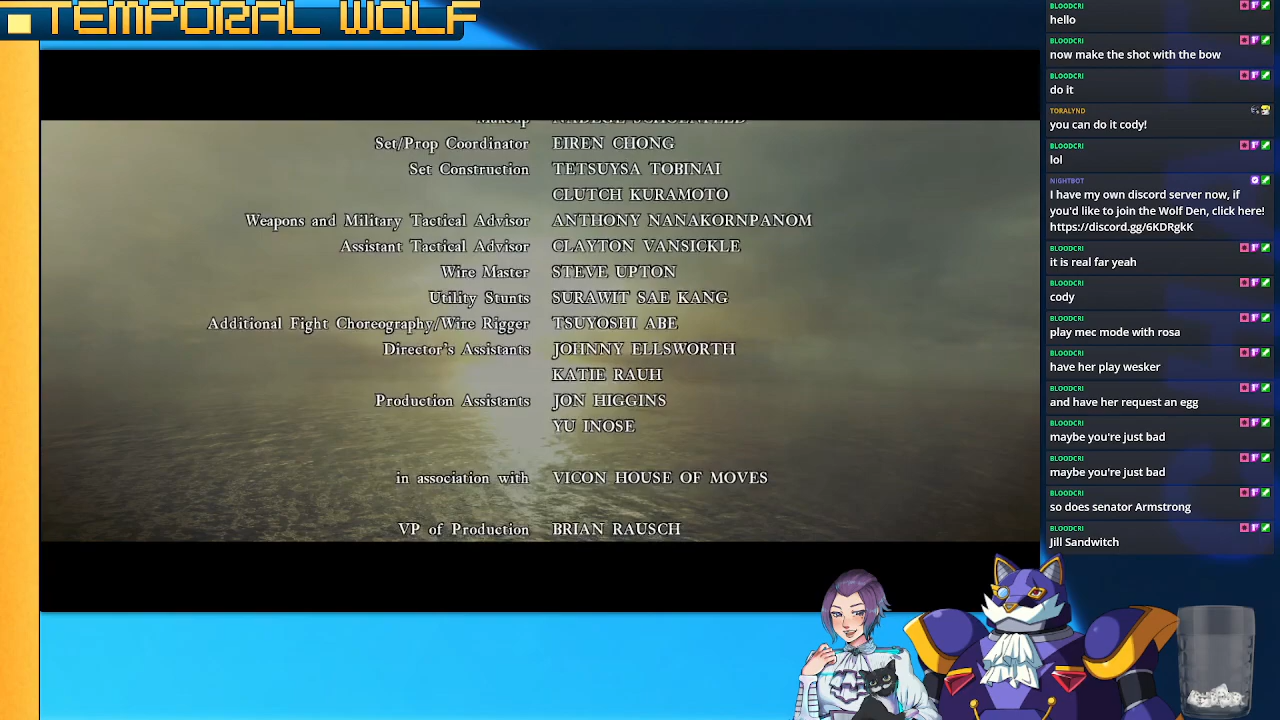 TEMPORAL WOLF
Makeup NADEGE SCHOENFELD
Set/Prop Coordinator EIREN CHONG
Set Construction TETSUYSA TOBINAI
CLUTCH KURAMOTO
Weapons and Military Tactical Advisor ANTHONY NANAKORNPANOM
Assistant Tactical Advisor CLAYTON VANSICKLE
Wire Master STEVE UPTON
Utility Stunts SURAWIT SAE KANG
Additional Fight Choreography/Wire Rigger TSUYOSHI ABE
Director's Assistants JOHNNY ELLSWORTH
KATIE RAUH
Production Assistants JON HIGGINS
YU INOSE
in association with VICON HOUSE OF MOVES
VP of Production BRIAN RAUSCH
BLOODCRI
hello
BLOODCRI
now make the shot with the bow
BLOODCRI
do it
TORALYND
you can do it cody!
BLOODCRI
lol
NIGHTBOT
I have my own discord server now, if
you'd like to join the Wolf Den, click here!
https://discord.gg/6KDRgkK
BLOODCRI
it is real far yeah
BLOODCRI
cody
BLOODCRI
play mec mode with rosa
BLOODCRI
have her play wesker
BLOODCRI
and have her request an egg
BLOODCRI
maybe you're just bad
BLOODCRI
maybe you're just bad
BLOODCRI
so does senator Armstrong
BLOODCRI
Jill Sandwitch